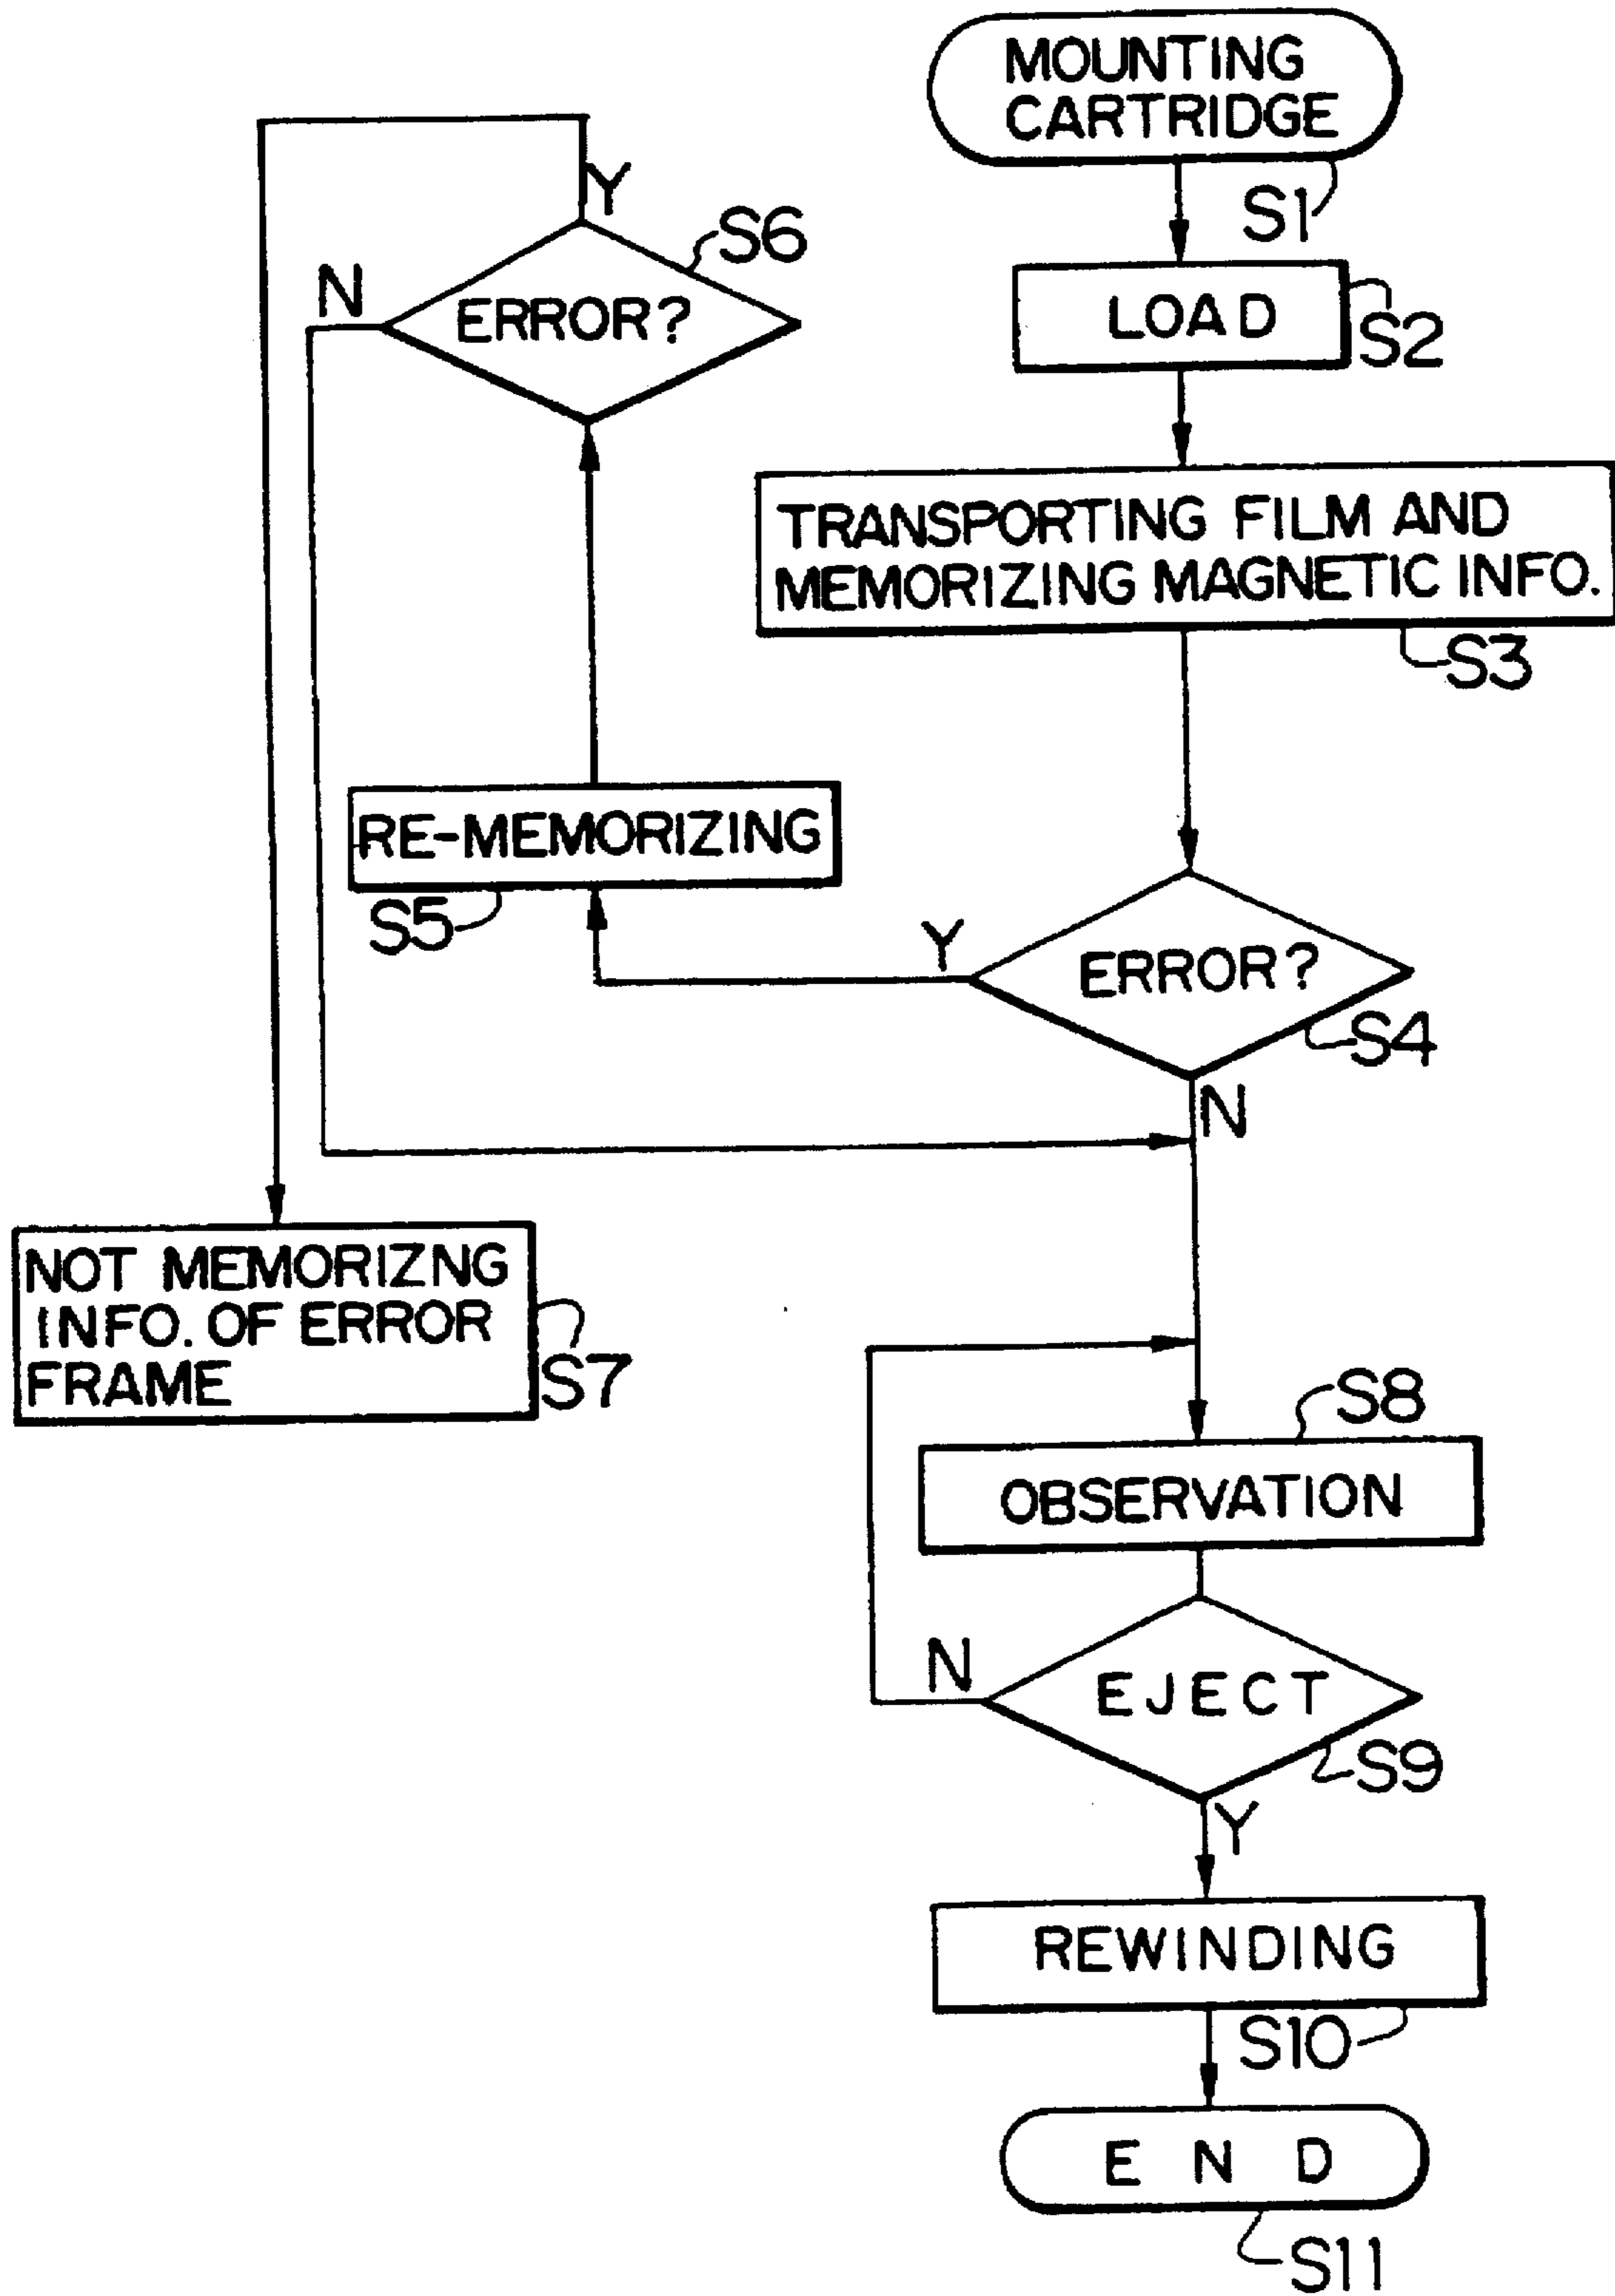 MOUNTING
CARTRIDGE
S1
LOAD
S2
TRANSPORTING FILM AND
MEMORIZING MAGNETIC INFO.
S3
ERROR?
S4
Y
N
RE-MEMORIZING
S5
ERROR?
S6
Y
N
NOT MEMORIZNG
INFO. OF ERROR
FRAME
S7
S8
OBSERVATION
EJECT
S9
N
Y
REWINDING
S10
END
S11